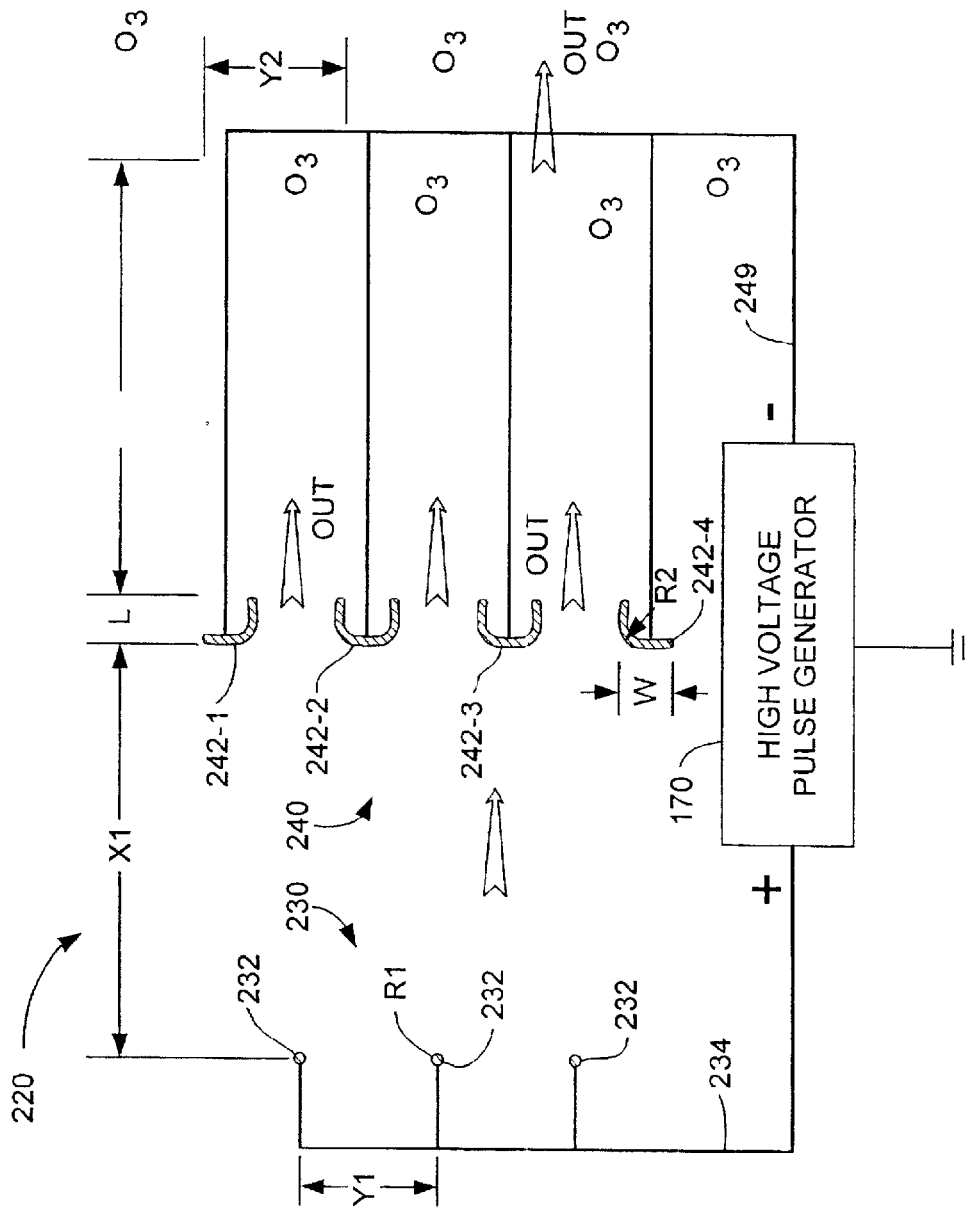 220
X1
L
Y2
O3
O3
OUT
O3
O3
O3
O3
O3
OUT
OUT
242-1
242-2
242-3
242-4
R2
W
240
230
232
R1
232
232
Y1
234
249
170
+
-
HIGH VOLTAGE
PULSE GENERATOR